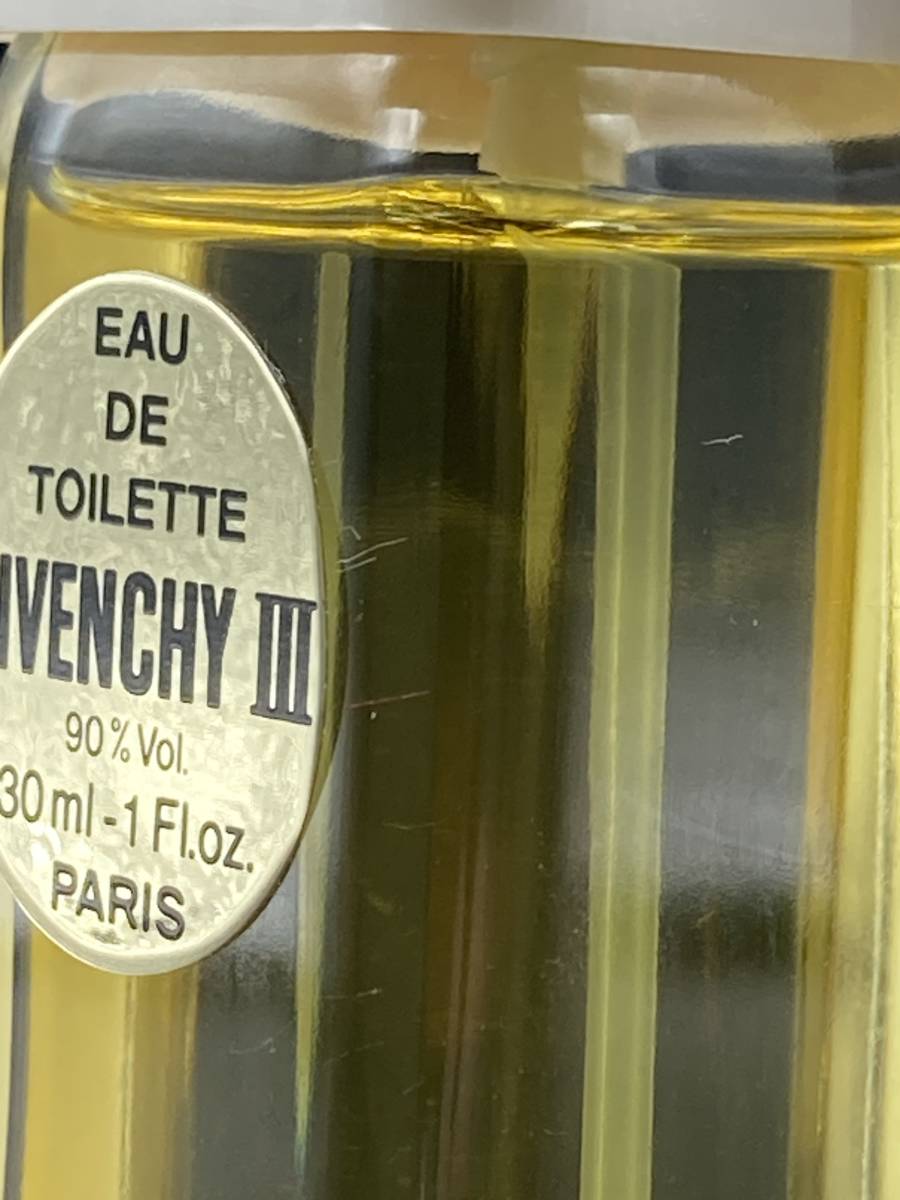 EAU
DE
TOILETTE
IVENCHY III
90% Vol.
30 ml - 1 Fl.oz.
PARIS